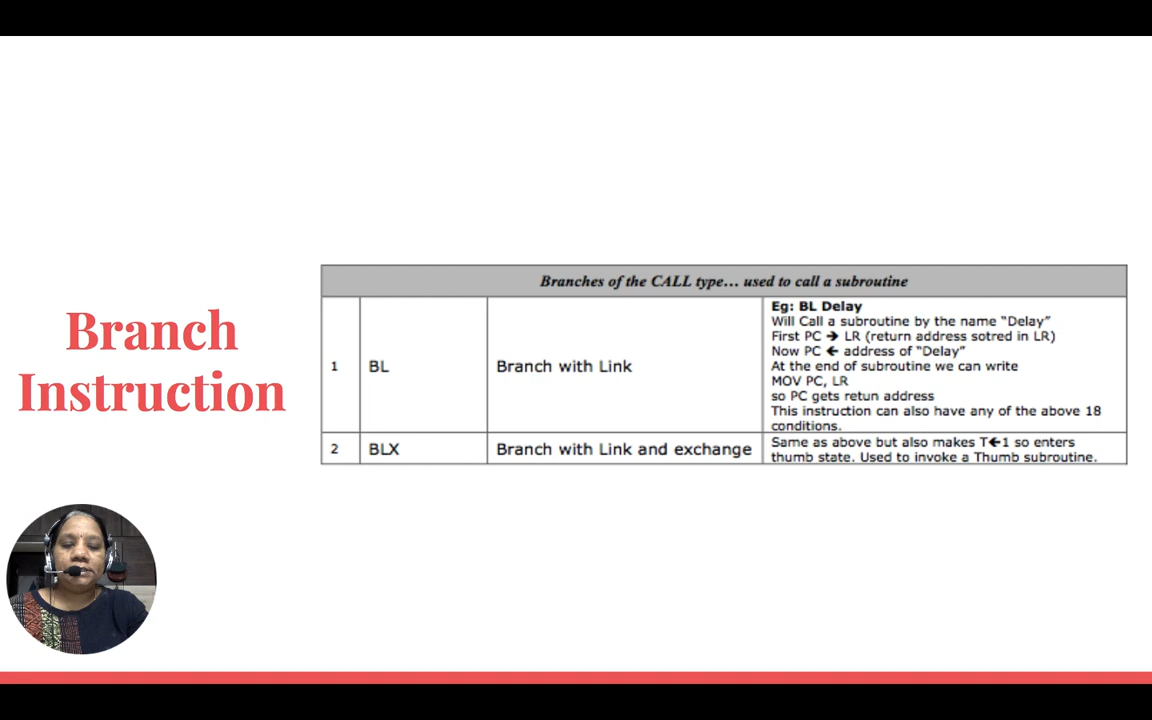 Branch
Instruction
Branches of the CALL type... used to call a subroutine
1
BL
Branch with Link
Eg: BL Delay
Will Call a subroutine by the name “Delay”
First PC → LR (return address sotred in LR)
Now PC ← address of “Delay”
At the end of subroutine we can write
MOV PC, LR
so PC gets retun address
This instruction can also have any of the above 18
conditions.
2
BLX
Branch with Link and exchange
Same as above but also makes T←1 so enters
thumb state. Used to invoke a Thumb subroutine.